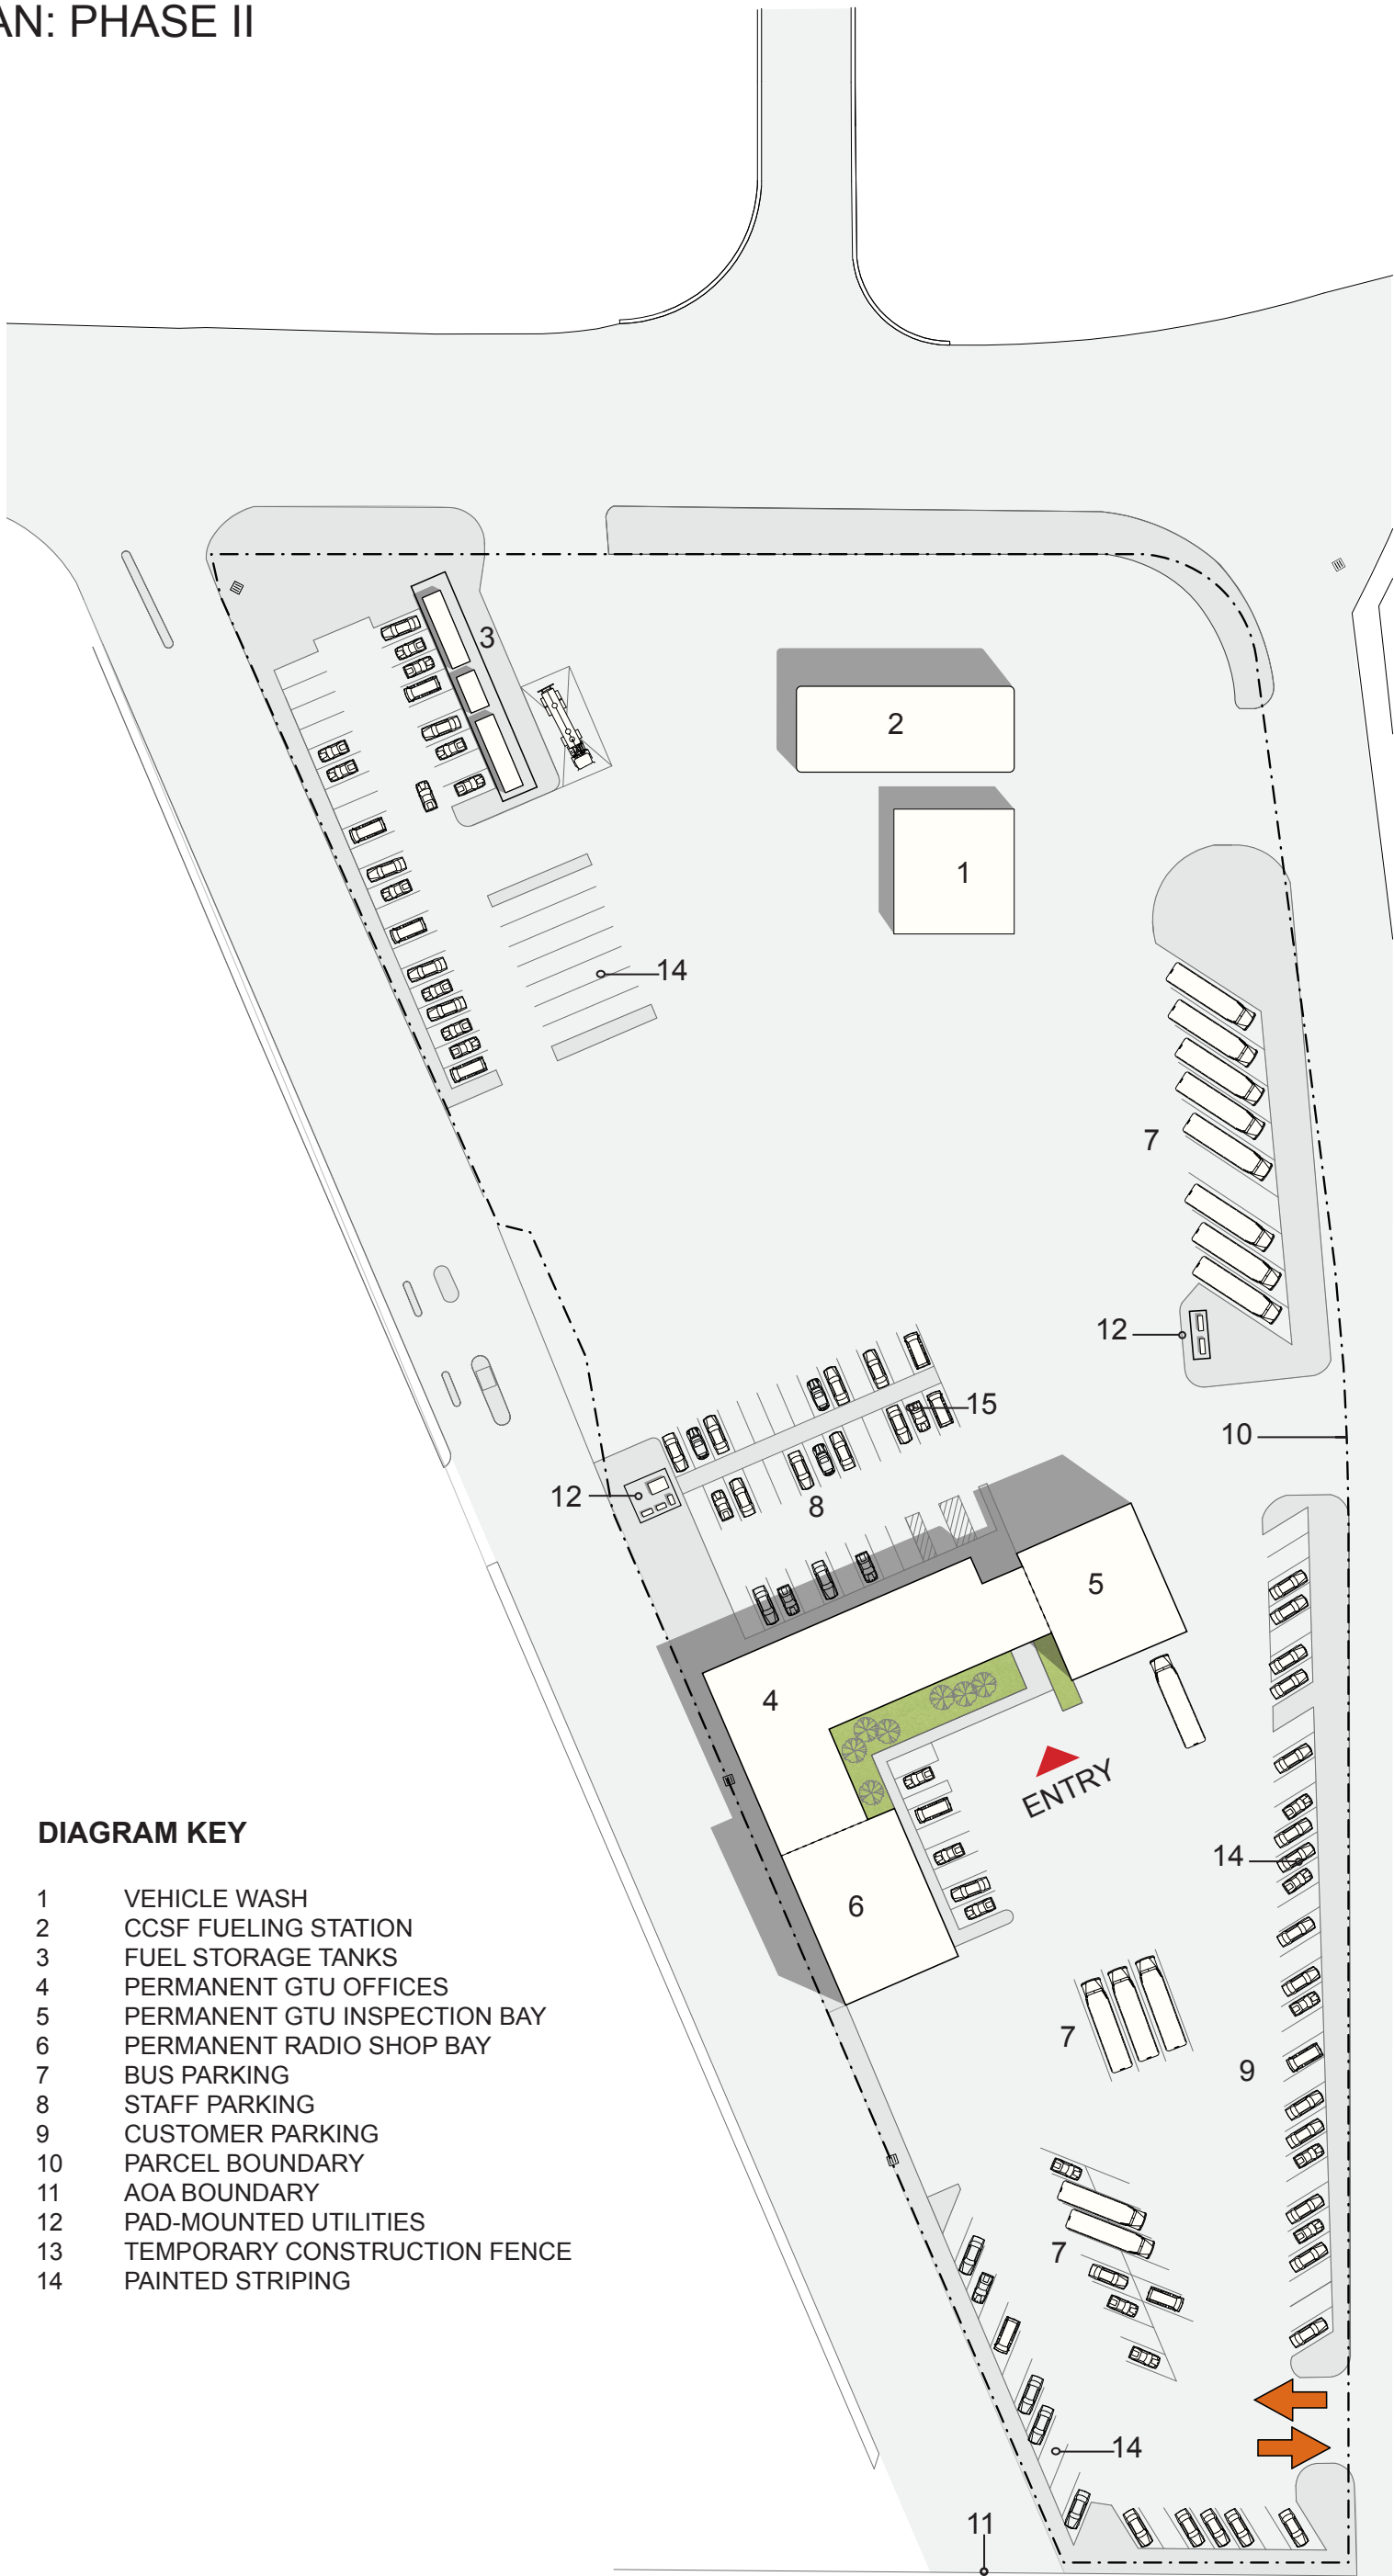 AN: PHASE II
3
2
1
14
7
12
15
10
12
8
5
4
ENTRY
14
6
7
9
7
14
11
DIAGRAM KEY
1 VEHICLE WASH
2 CCSF FUELING STATION
3 FUEL STORAGE TANKS
4 PERMANENT GTU OFFICES
5 PERMANENT GTU INSPECTION BAY
6 PERMANENT RADIO SHOP BAY
7 BUS PARKING
8 STAFF PARKING
9 CUSTOMER PARKING
10 PARCEL BOUNDARY
11 AOA BOUNDARY
12 PAD-MOUNTED UTILITIES
13 TEMPORARY CONSTRUCTION FENCE
14 PAINTED STRIPING